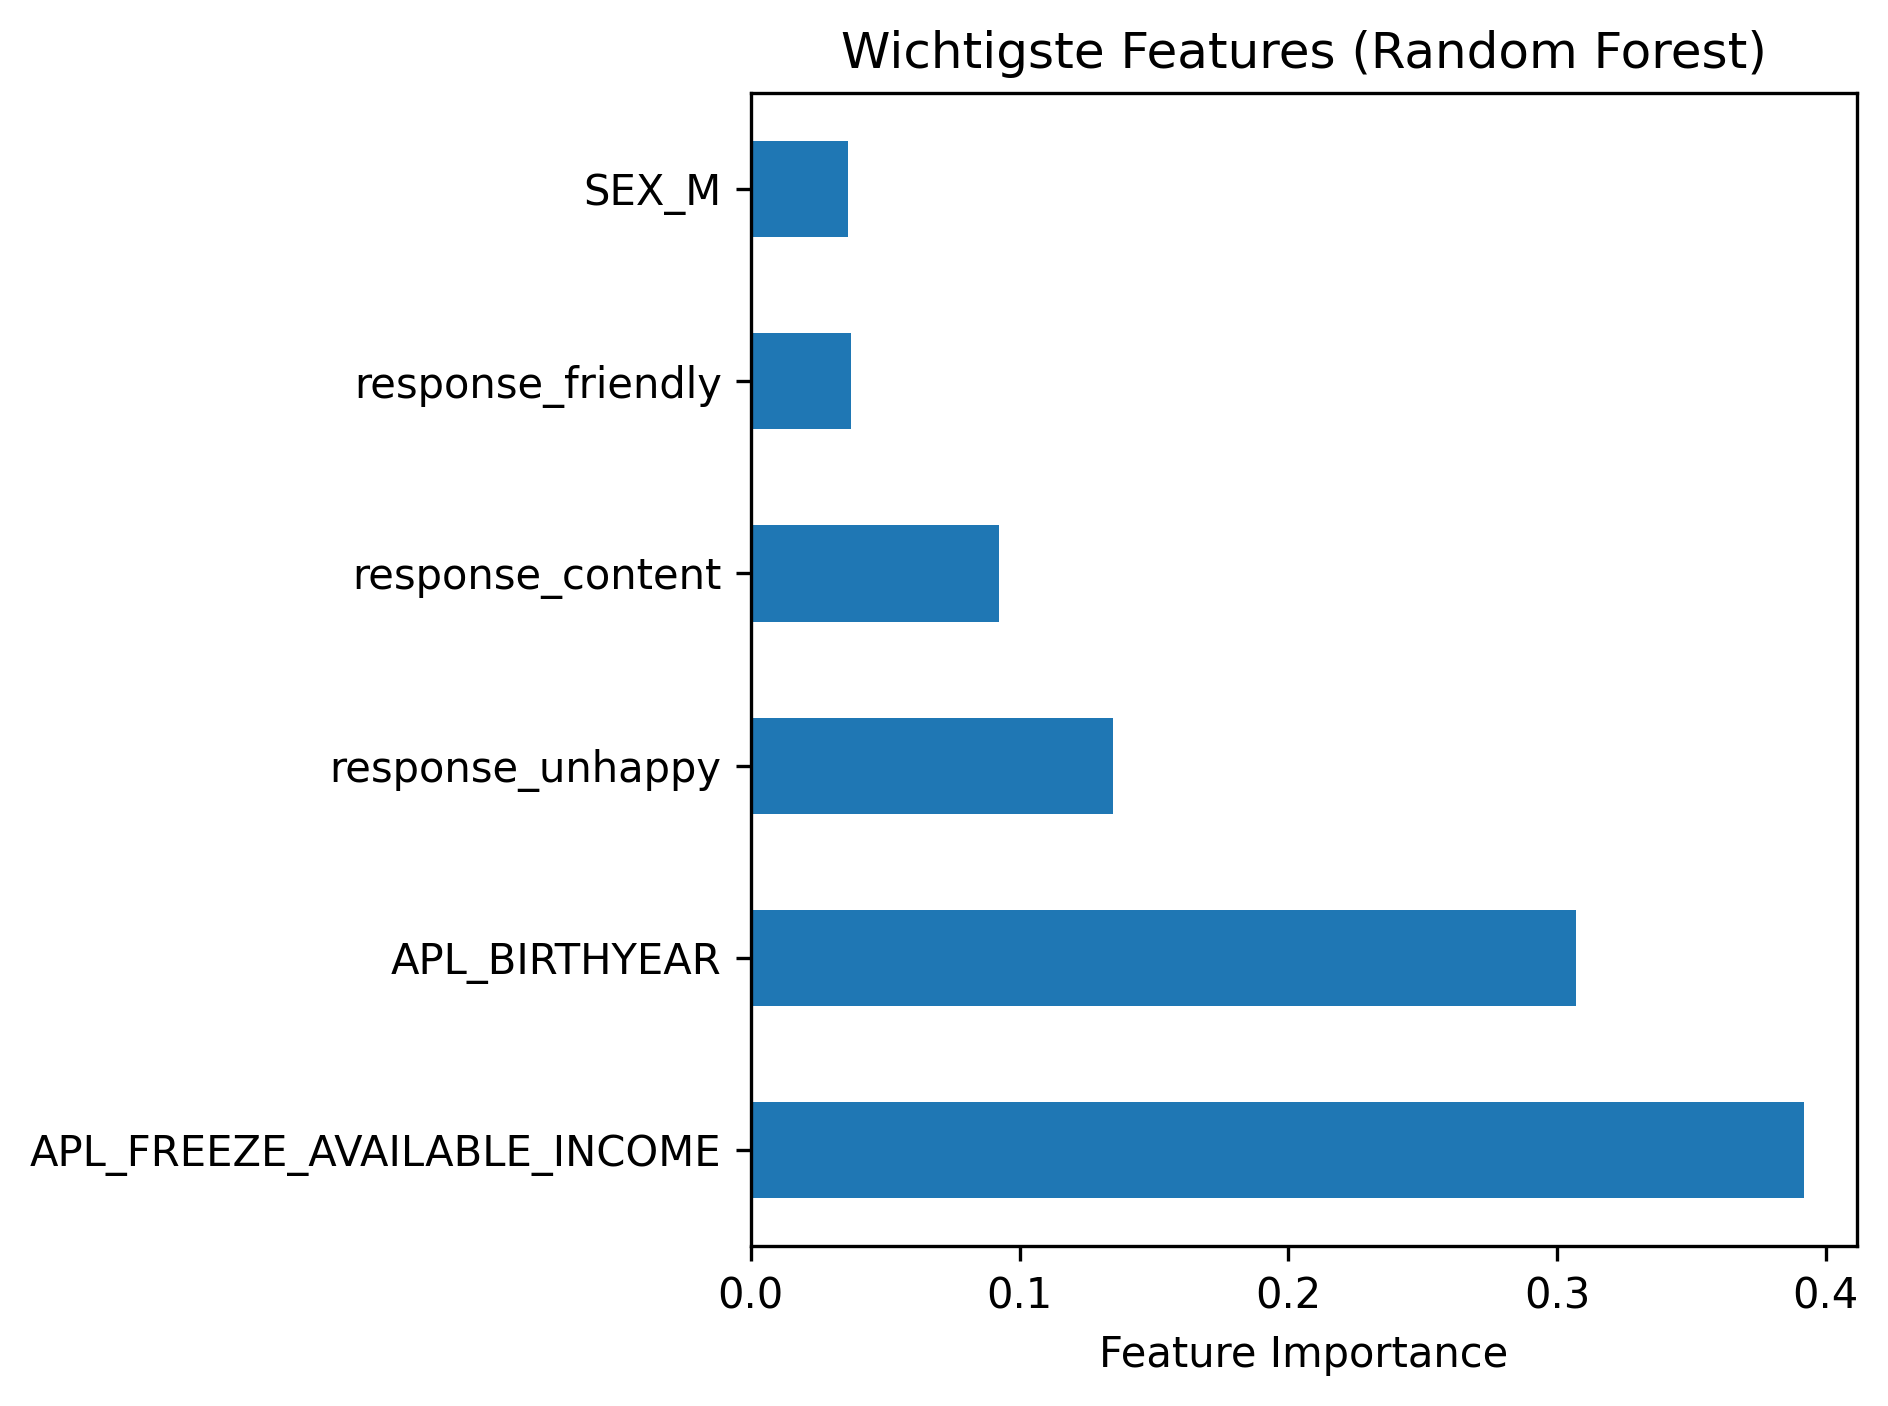 Wichtigste Features (Random Forest)
SEX_M
response_friendly
response_content
response_unhappy
APL_BIRTHYEAR
APL_FREEZE_AVAILABLE_INCOME
0.0 0.1 0.2 0.3 0.4
Feature Importance